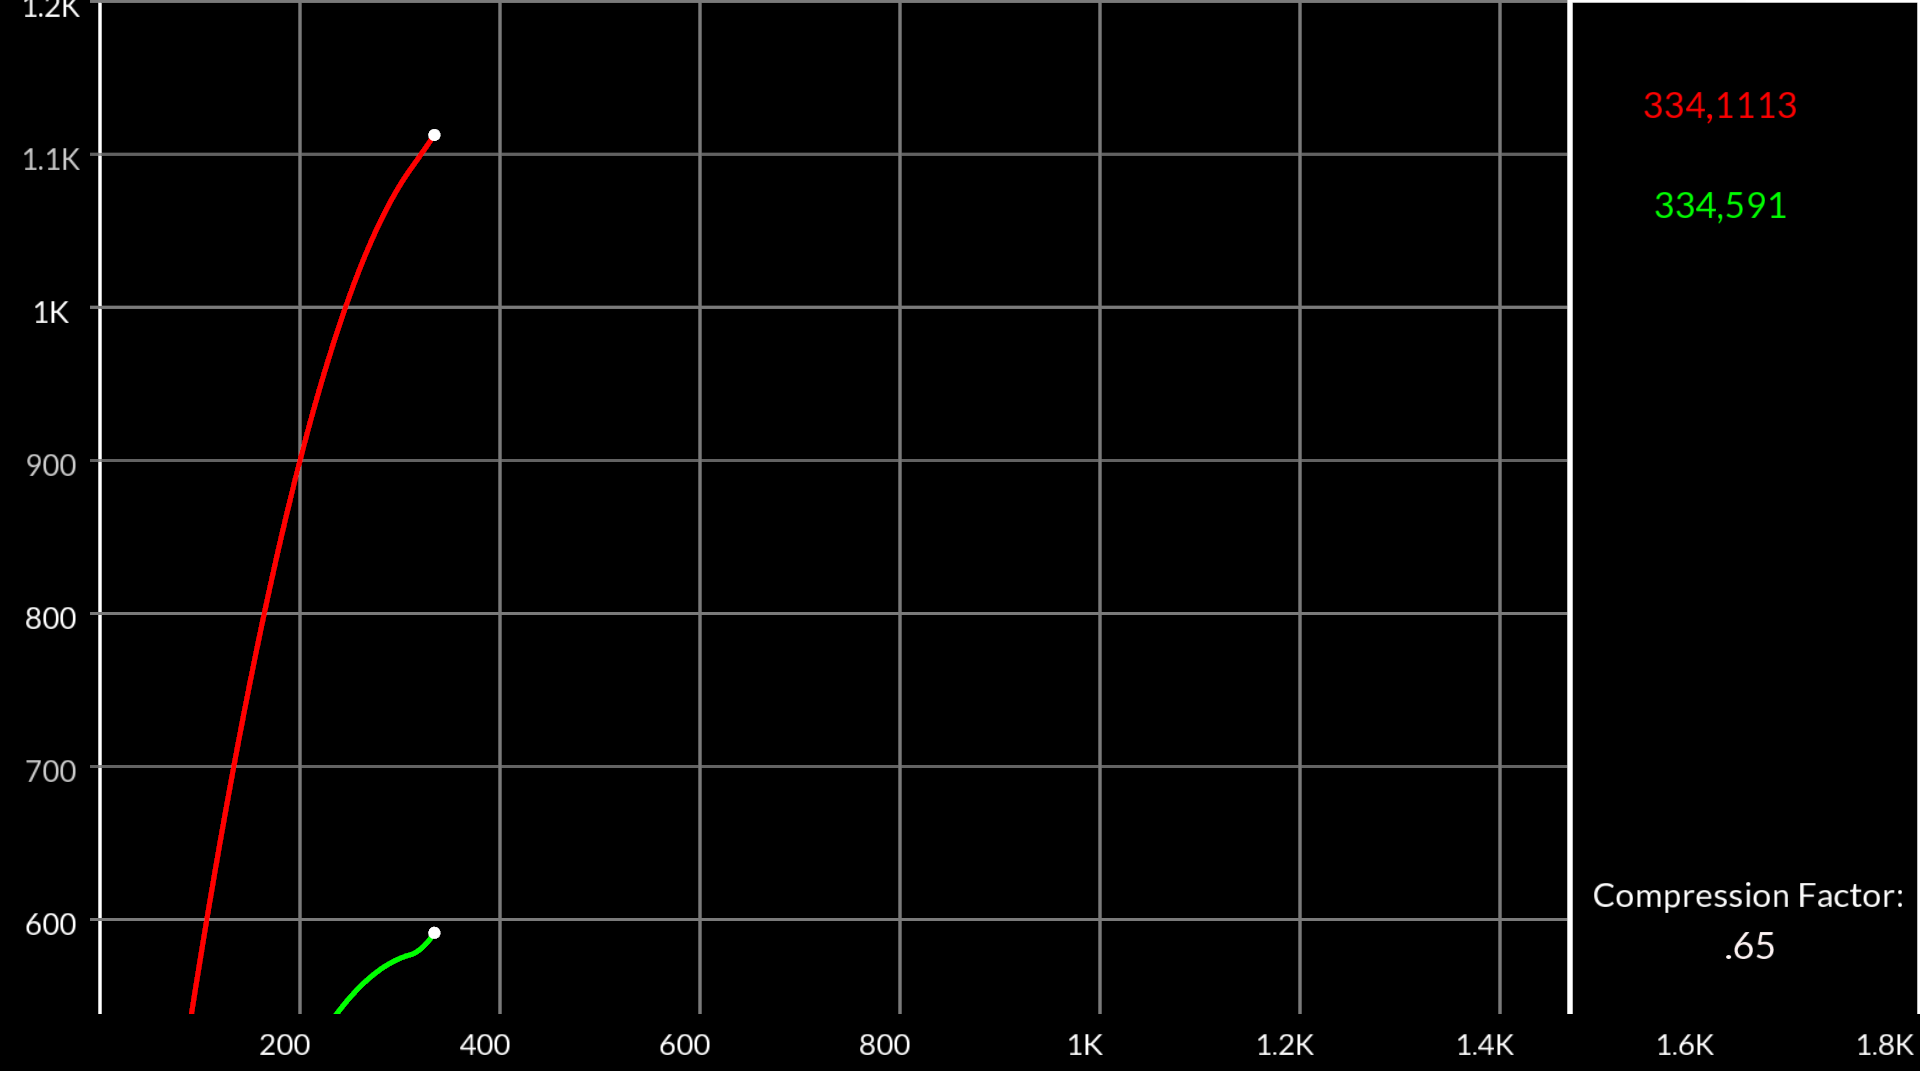 1.2K
1.1K
1K
900
800
700
600
200 400 600 800 1K 1.2K 1.4K 1.6K 1.8K
334,1113
334,591
Compression Factor:
.65